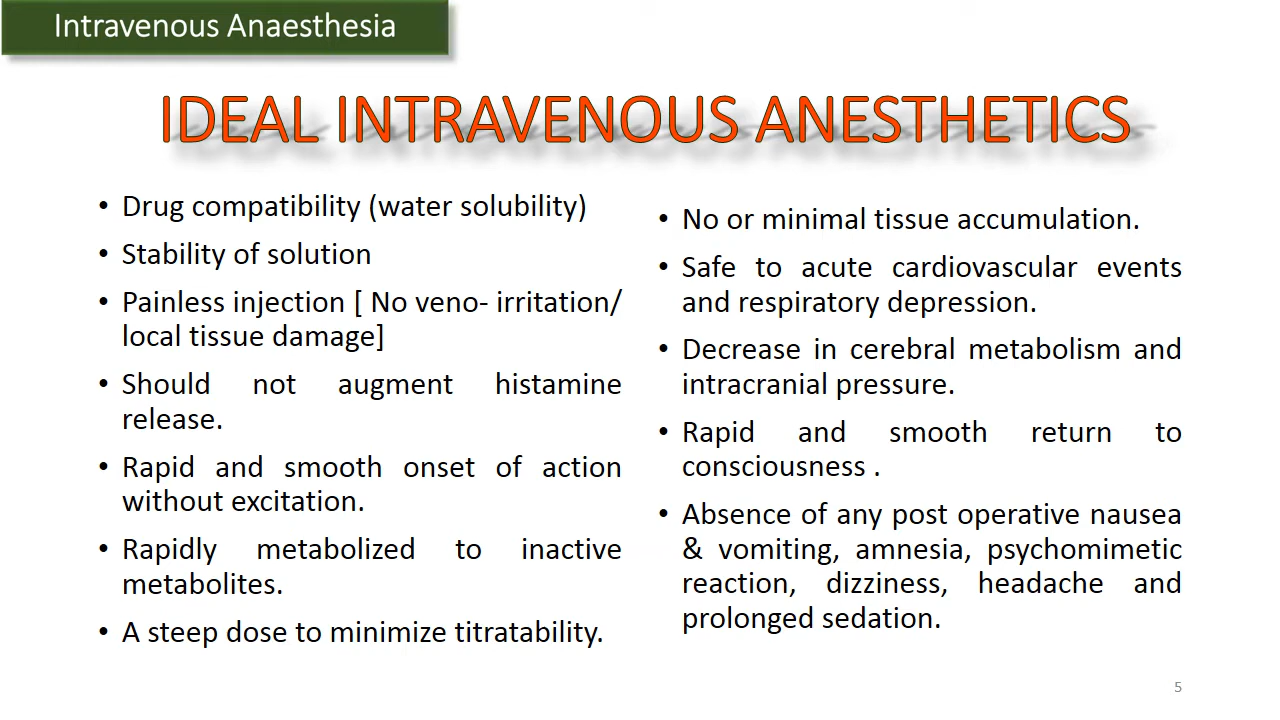 Intravenous Anaesthesia
IDEAL INTRAVENOUS ANESTHETICS
• Drug compatibility (water solubility)
• Stability of solution
• Painless injection [ No veno- irritation/
local tissue damage]
• Should not augment histamine
release.
• Rapid and smooth onset of action
without excitation.
• Rapidly metabolized to inactive
metabolites.
• A steep dose to minimize titratability.
• No or minimal tissue accumulation.
• Safe to acute cardiovascular events
and respiratory depression.
• Decrease in cerebral metabolism and
intracranial pressure.
• Rapid and smooth return to
consciousness .
• Absence of any post operative nausea
& vomiting, amnesia, psychomimetic
reaction, dizziness, headache and
prolonged sedation.
5